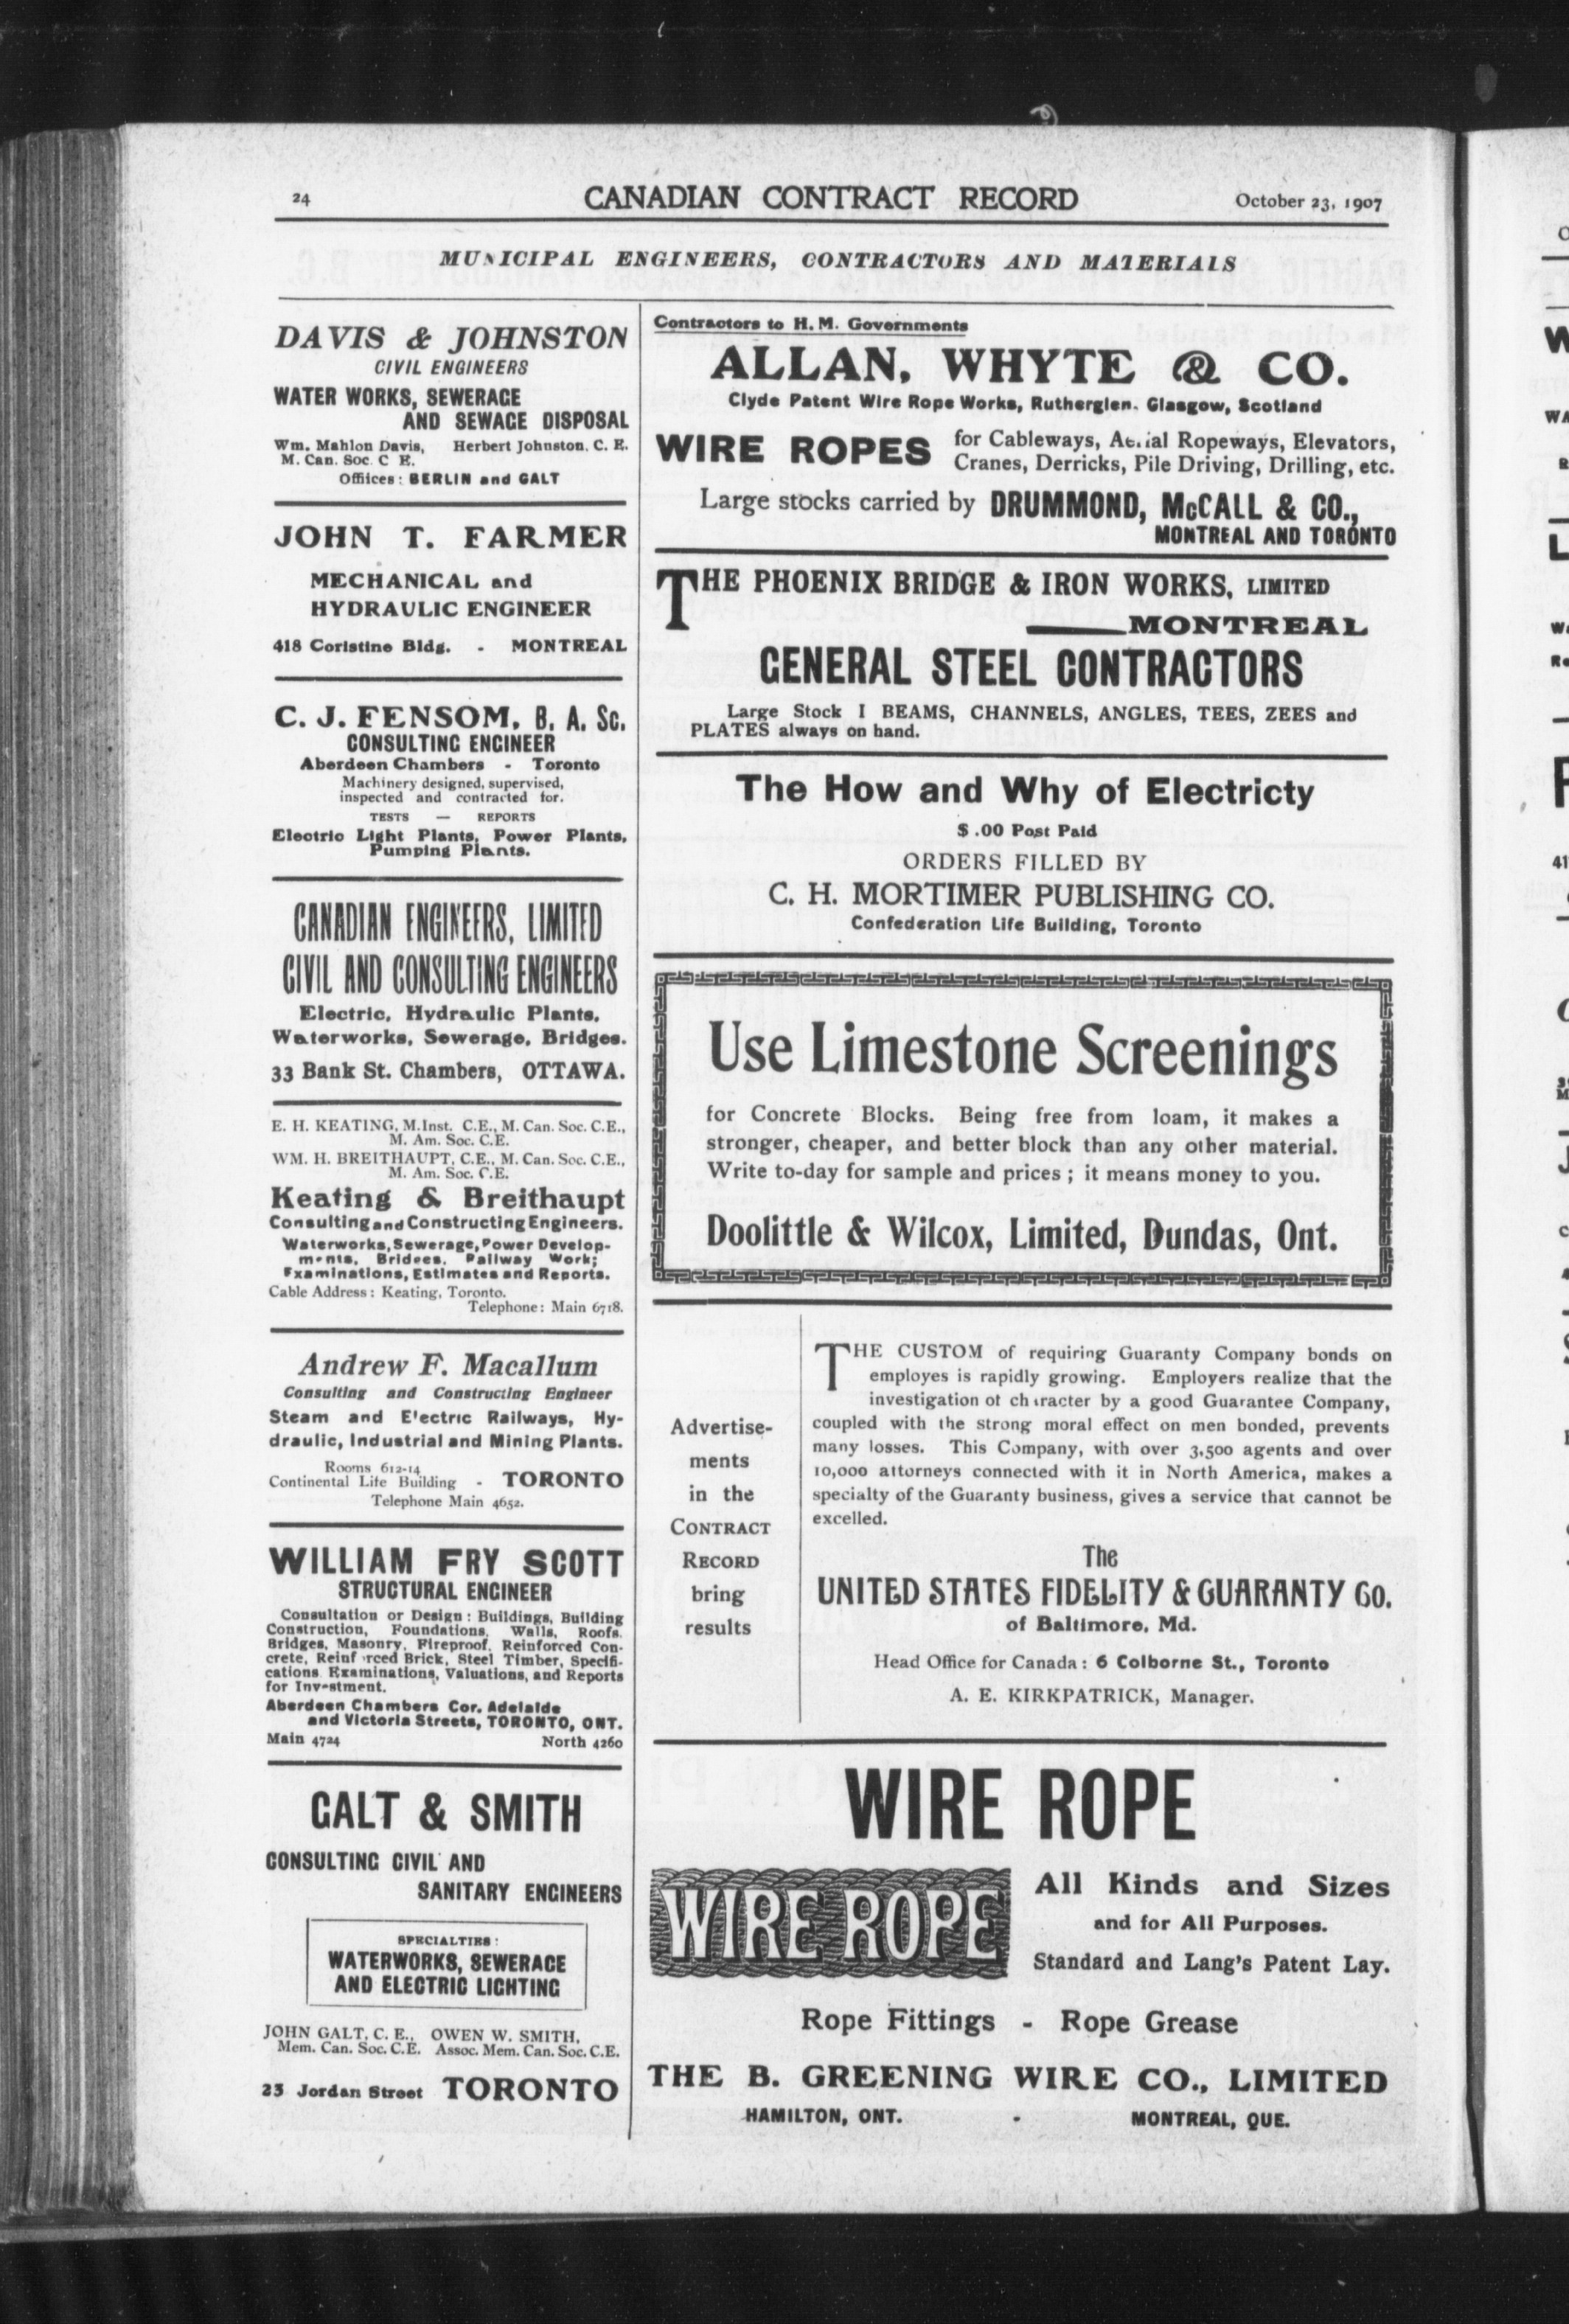 24
CANADIAN CONTRACT RECORD
October 23, 1907
MUNICIPAL ENGINEERS, CONTRACTORS AND MATERIALS
DAVIS & JOHNSTON
CIVIL ENGINEERS
WATER WORKS, SEWERAGE
AND SEWAGE DISPOSAL
Wm. Mahlon Davis, Herbert Johnston, C. E.
M. Can. Soc. C E.
Offiices: BERLIN and GALT
JOHN T. FARMER
MECHANICAL and
HYDRAULIC ENGINEER
418 Coristine Bldg. - MONTREAL
C. J. FENSOM, B. A. Sc.
CONSULTING ENGINEER
Aberdeen Chambers - Toronto
Machinery designed, supervised,
inspected and contracted for.
TESTS — REPORTS
Electric Light Plants, Power Plants,
Pumping Plants.
CANADIAN ENGINEERS, LIMITED
CIVIL AND CONSULTING ENGINEERS
Electric, Hydraulic Plants,
Waterworks, Sewerage, Bridges.
33 Bank St. Chambers, OTTAWA.
E. H. KEATING, M.Inst. C.E., M. Can. Soc. C.E.,
M. Am. Soc. C.E.
WM. H. BREITHAUPT, C.E., M. Can. Soc. C.E.,
M. Am. Soc. C.E.
Keating & Breithaupt
Consulting and Constructing Engineers.
Waterworks, Sewerage, Power Develop-
ments, Bridges, Railway Work;
Examinations, Estimates and Reports.
Cable Address: Keating, Toronto.
Telephone: Main 6718.
Andrew F. Macallum
Consulting and Constructing Engineer
Steam and Electric Railways, Hy-
draulic, Industrial and Mining Plants.
Rooms 612-14
Continental Life Building - TORONTO
Telephone Main 4652.
WILLIAM FRY SCOTT
STRUCTURAL ENGINEER
Consultation or Design: Buildings, Building
Construction, Foundations, Walls, Roofs,
Bridges, Masonry, Fireproof, Reinforced Con-
crete, Reinforced Brick, Steel Timber, Specifi-
cations Examinations, Valuations, and Reports
for Investment.
Aberdeen Chambers Cor. Adelaide
and Victoria Streets, TORONTO, ONT.
Main 4724 North 4260
GALT & SMITH
CONSULTING CIVIL AND
SANITARY ENGINEERS
SPECIALTIES:
WATERWORKS, SEWERAGE
AND ELECTRIC LIGHTING
JOHN GALT, C. E., OWEN W. SMITH,
Mem. Can. Soc. C.E. Assoc. Mem. Can. Soc. C.E.
23 Jordan Street TORONTO
Contractors to H. M. Governments
ALLAN, WHYTE & CO.
Clyde Patent Wire Rope Works, Rutherglen, Glasgow, Scotland
WIRE ROPES for Cableways, Aerial Ropeways, Elevators,
Cranes, Derricks, Pile Driving, Drilling, etc.
Large stocks carried by DRUMMOND, McCALL & CO.,
MONTREAL AND TORONTO
THE PHOENIX BRIDGE & IRON WORKS, LIMITED
MONTREAL
GENERAL STEEL CONTRACTORS
Large Stock I BEAMS, CHANNELS, ANGLES, TEES, ZEES and
PLATES always on hand.
The How and Why of Electricty
$ .00 Post Paid
ORDERS FILLED BY
C. H. MORTIMER PUBLISHING CO.
Confederation Life Building, Toronto
Use Limestone Screenings
for Concrete Blocks. Being free from loam, it makes a
stronger, cheaper, and better block than any other material.
Write to-day for sample and prices; it means money to you.
Doolittle & Wilcox, Limited, Dundas, Ont.
Advertise-
ments
in the
CONTRACT
RECORD
bring
results
THE CUSTOM of requiring Guaranty Company bonds on
employes is rapidly growing. Employers realize that the
investigation of character by a good Guarantee Company,
coupled with the strong moral effect on men bonded, prevents
many losses. This Company, with over 3,500 agents and over
10,000 attorneys connected with it in North America, makes a
specialty of the Guaranty business, gives a service that cannot be
excelled.
The
UNITED STATES FIDELITY & GUARANTY CO.
of Baltimore, Md.
Head Office for Canada: 6 Colborne St., Toronto
A. E. KIRKPATRICK, Manager.
WIRE ROPE
WIRE ROPE
All Kinds and Sizes
and for All Purposes.
Standard and Lang's Patent Lay.
Rope Fittings - Rope Grease
THE B. GREENING WIRE CO., LIMITED
HAMILTON, ONT. - MONTREAL, QUE.